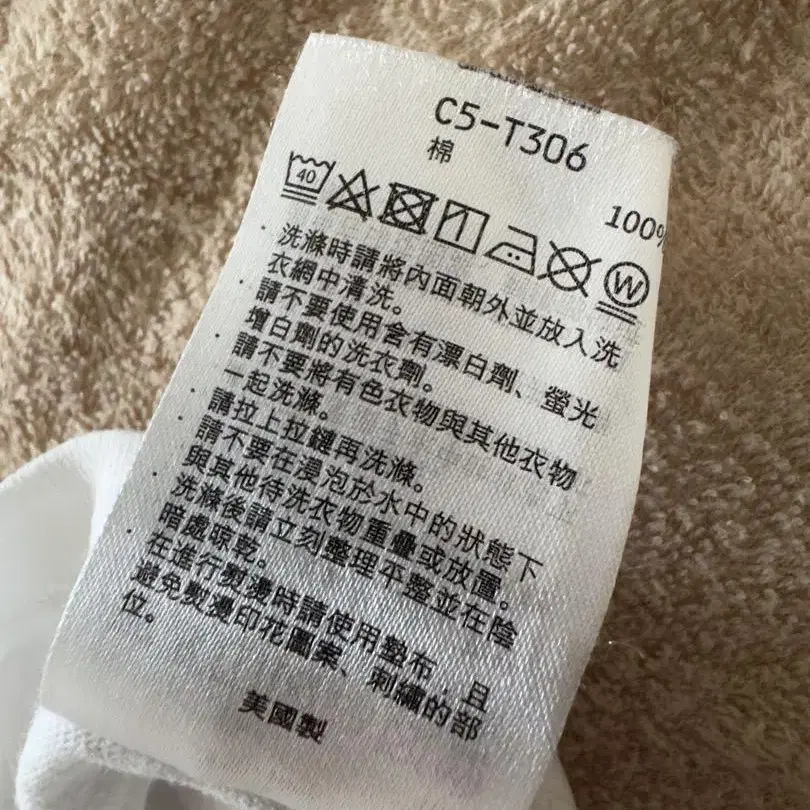 C5-T306
棉
100%
40
W
· 洗滌時請將內面朝外並放入洗
衣網中清洗。
· 請不要使用含有漂白劑、螢光
增白劑的洗衣劑。
· 請不要將有色衣物與其他衣物
一起洗滌。
· 請拉上拉鏈再洗滌。
· 請不要在浸泡於水中的狀態下
與其他待洗衣物重疊或放置。
· 洗滌後請立刻整理平整並在陰
暗處晾乾。
在進行熨燙時請使用墊布，且
避免熨燙印花圖案、刺繡的部
位。
美國製